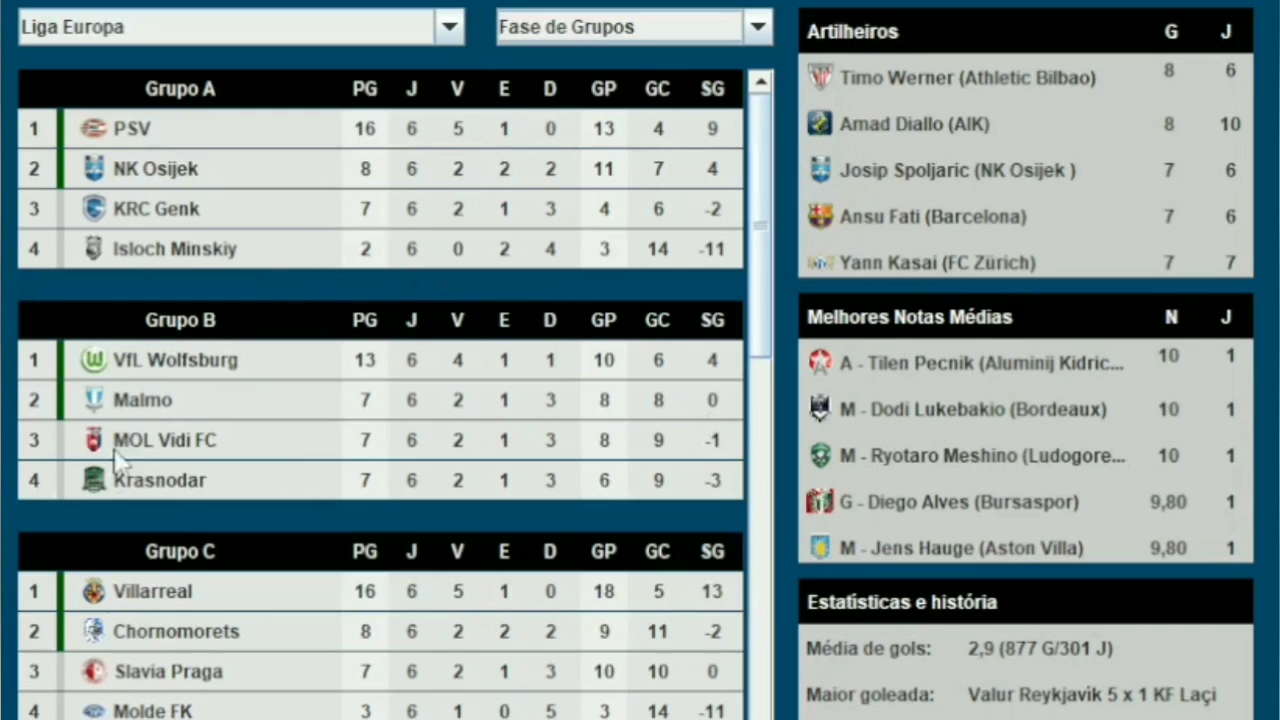 Liga Europa
Fase de Grupos
Grupo A PG J V E D GP GC SG
1 PSV 16 6 5 1 0 13 4 9
2 NK Osijek 8 6 2 2 2 11 7 4
3 KRC Genk 7 6 2 1 3 4 6 -2
4 Isloch Minskiy 2 6 0 2 4 3 14 -11
Grupo B PG J V E D GP GC SG
1 VfL Wolfsburg 13 6 4 1 1 10 6 4
2 Malmo 7 6 2 1 3 8 8 0
3 MOL Vidi FC 7 6 2 1 3 8 9 -1
4 Krasnodar 7 6 2 1 3 6 9 -3
Grupo C PG J V E D GP GC SG
1 Villarreal 16 6 5 1 0 18 5 13
2 Chornomorets 8 6 2 2 2 9 11 -2
3 Slavia Praga 7 6 2 1 3 10 10 0
4 Molde FK 3 6 1 0 5 3 14 -11
Artilheiros G J
Timo Werner (Athletic Bilbao) 8 6
Amad Diallo (AIK) 8 10
Josip Spoljaric (NK Osijek ) 7 6
Ansu Fati (Barcelona) 7 6
Yann Kasai (FC Zürich) 7 7
Melhores Notas Médias N J
A - Tilen Pecnik (Aluminij Kidric... 10 1
M - Dodi Lukebakio (Bordeaux) 10 1
M - Ryotaro Meshino (Ludogore... 10 1
G - Diego Alves (Bursaspor) 9,80 1
M - Jens Hauge (Aston Villa) 9,80 1
Estatísticas e história
Média de gols: 2,9 (877 G/301 J)
Maior goleada: Valur Reykjavik 5 x 1 KF Laçi